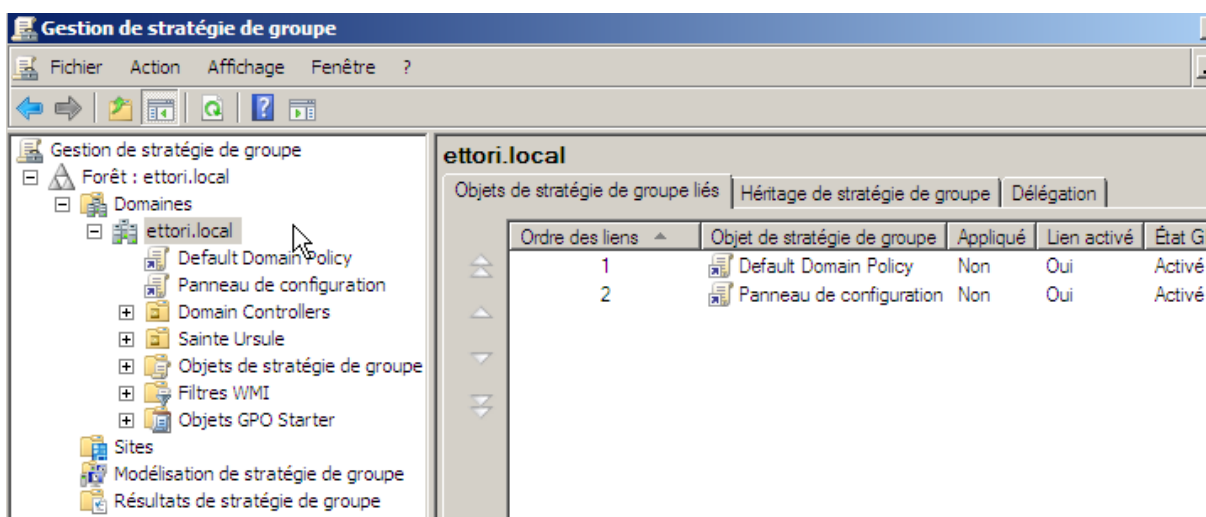 Gestion de stratégie de groupe
Fichier Action Affichage Fenêtre ?
Gestion de stratégie de groupe
Forêt : ettori.local
Domaines
ettori.local
Default Domain Policy
Panneau de configuration
Domain Controllers
Sainte Ursule
Objets de stratégie de groupe
Filtres WMI
Objets GPO Starter
Sites
Modélisation de stratégie de groupe
Résultats de stratégie de groupe
ettori.local
Objets de stratégie de groupe liés Héritage de stratégie de groupe Délégation
Ordre des liens Objet de stratégie de groupe Appliqué Lien activé État G
1 Default Domain Policy Non Oui Activé
2 Panneau de configuration Non Oui Activé